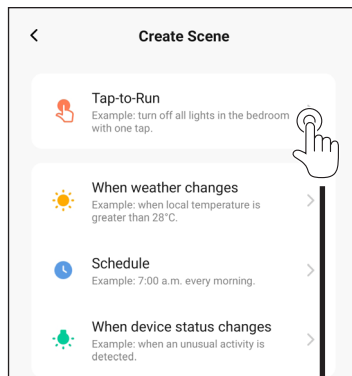 Create Scene
Tap-to-Run
Example: turn off all lights in the bedroom
with one tap.
When weather changes
Example: when local temperature is
greater than 28°C.
Schedule
Example: 7:00 a.m. every morning.
When device status changes
Example: when an unusual activity is
detected.